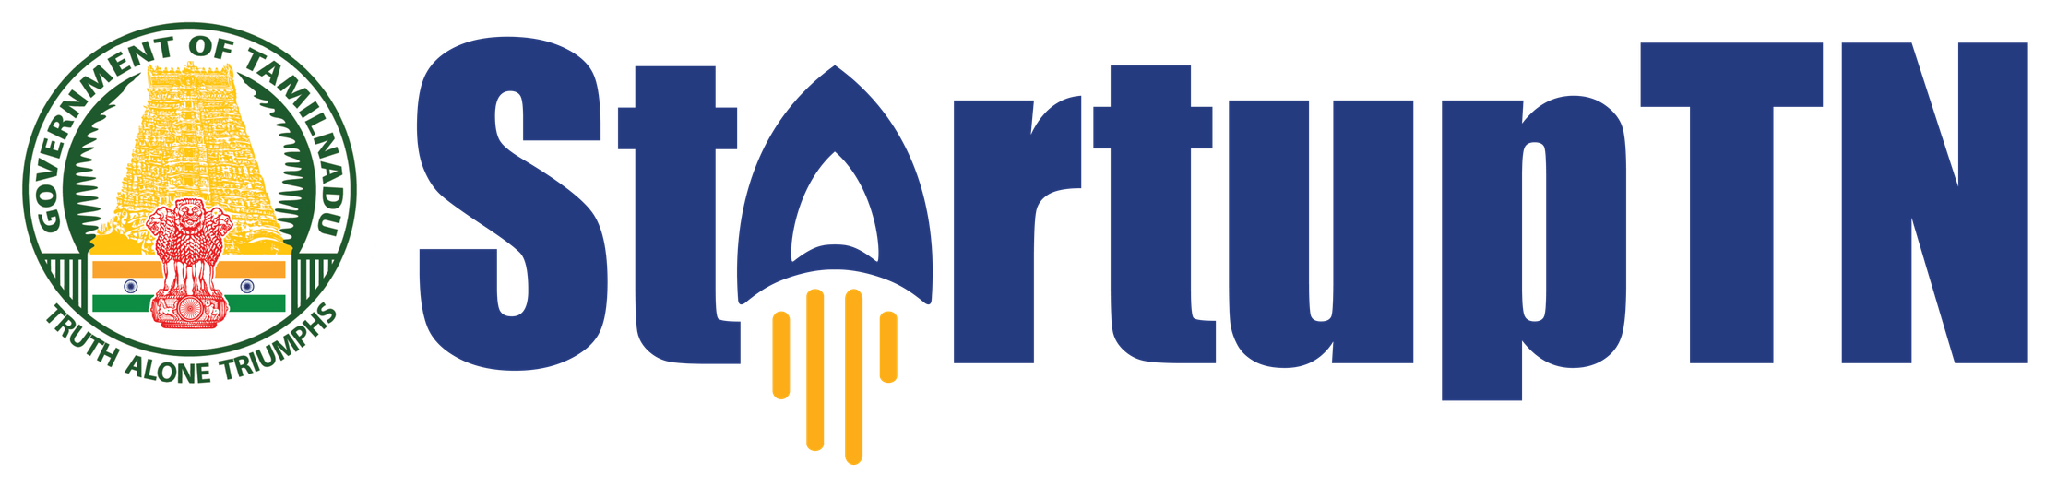 GOVERNMENT OF TAMILNADU
TRUTH ALONE TRIUMPHS
StartupTN